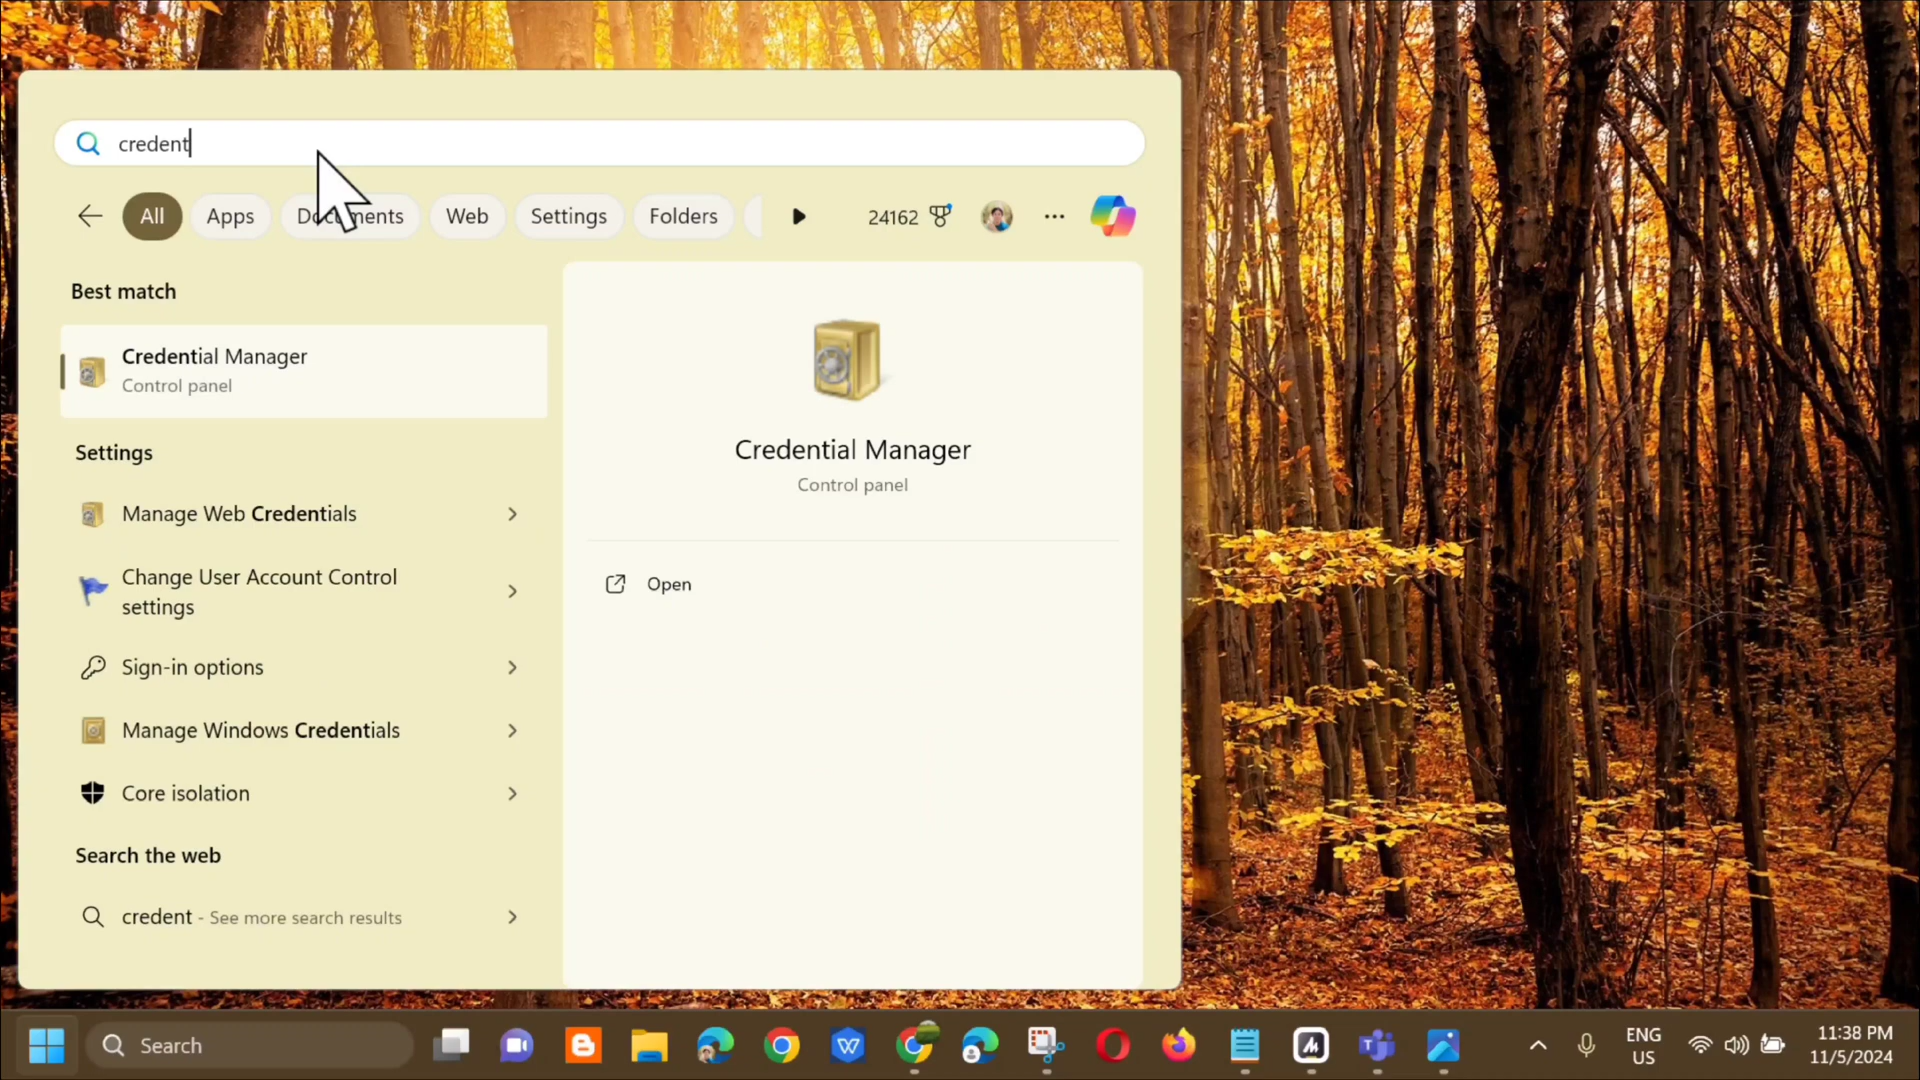 credent
All
Apps
Documents
Web
Settings
Folders
24162
Best match
Credential Manager
Control panel
Settings
Manage Web Credentials
Change User Account Control
settings
Sign-in options
Manage Windows Credentials
Core isolation
Search the web
credent - See more search results
Credential Manager
Control panel
Open
Search
ENG
US
11:38 PM
11/5/2024